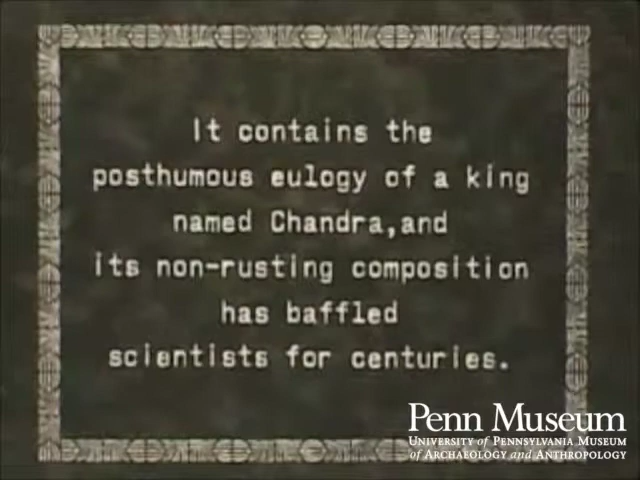 It contains the
posthumous eulogy of a king
named Chandra,and
its non-rusting composition
has baffled
scientists for centuries.
Penn Museum
UNIVERSITY of PENNSYLVANIA MUSEUM
of ARCHAEOLOGY and ANTHROPOLOGY